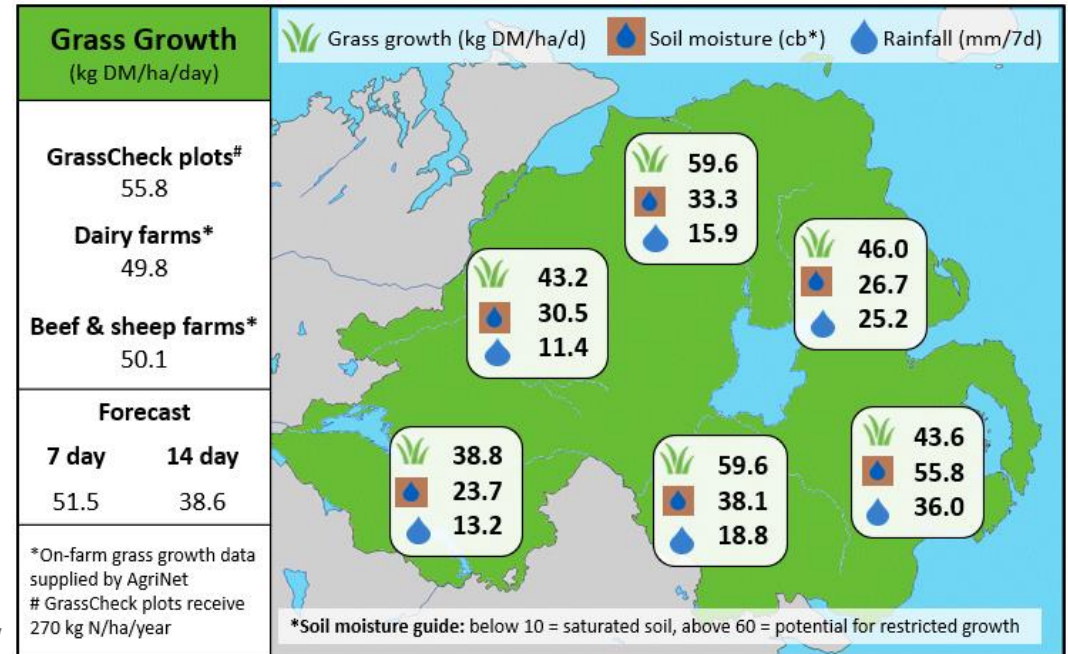 Grass Growth
(kg DM/ha/day)
GrassCheck plots#
55.8
Dairy farms*
49.8
Beef & sheep farms*
50.1
Forecast
7 day 14 day
51.5 38.6
*On-farm grass growth data
supplied by AgriNet
# GrassCheck plots receive
270 kg N/ha/year
Grass growth (kg DM/ha/d) Soil moisture (cb*) Rainfall (mm/7d)
59.6
33.3
15.9
46.0
26.7
25.2
43.2
30.5
11.4
38.8
23.7
13.2
59.6
38.1
18.8
43.6
55.8
36.0
*Soil moisture guide: below 10 = saturated soil, above 60 = potential for restricted growth